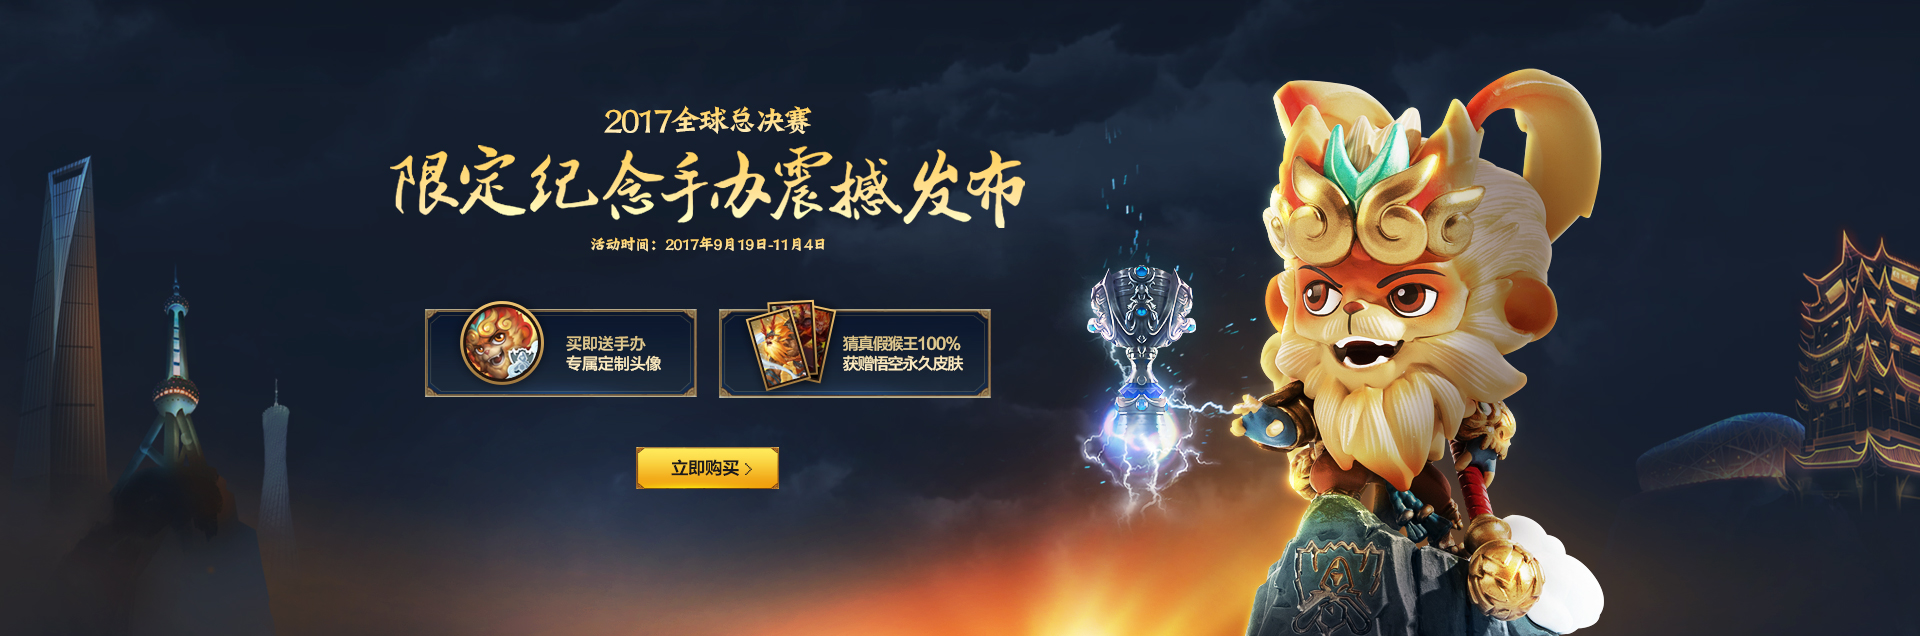 2017全球总决赛
限定纪念手办震撼发布
活动时间：2017年9月19日-11月4日
买即送手办
专属定制头像
猜真假猴王100%
获赠悟空永久皮肤
立即购买 >